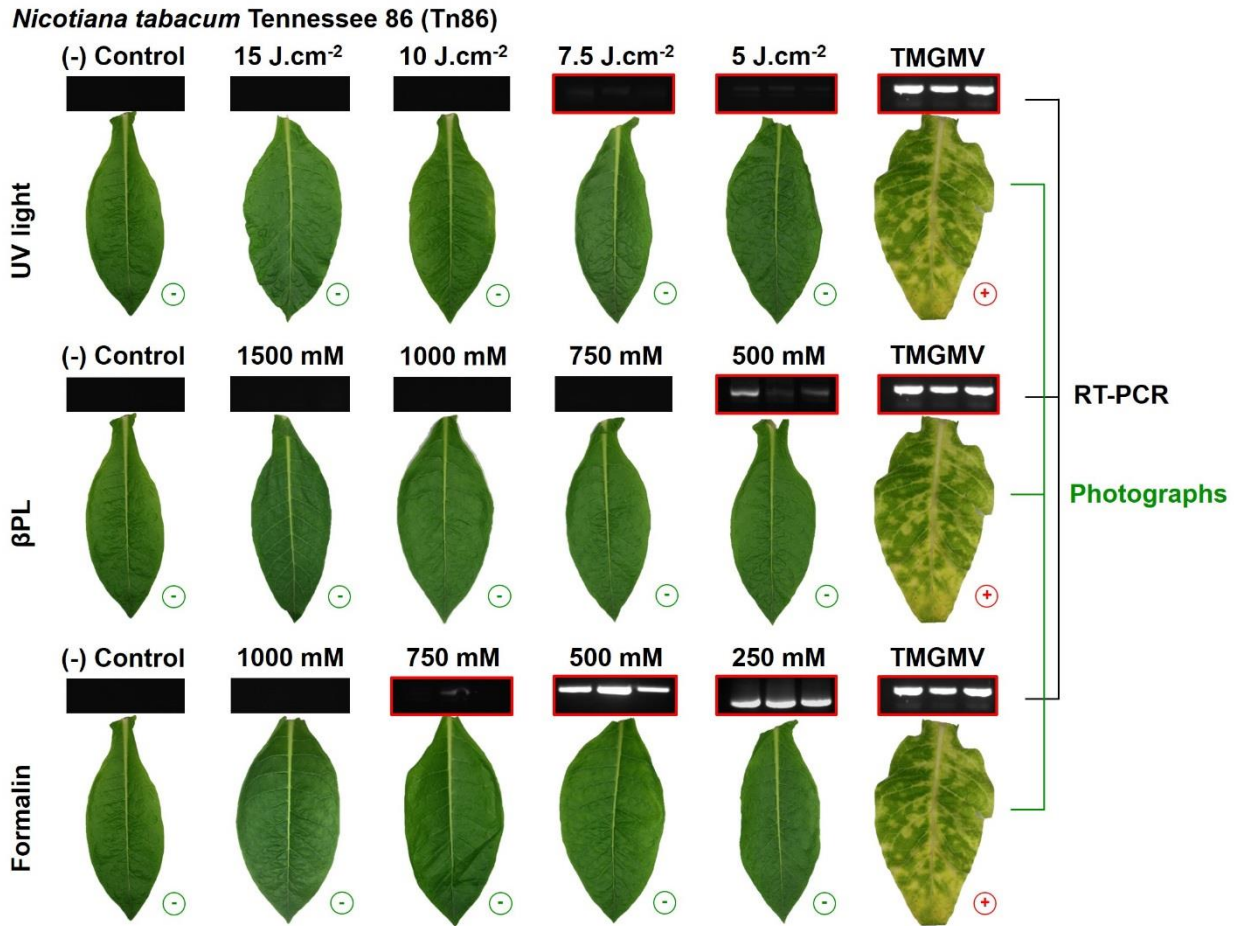 Nicotiana tabacum Tennessee 86 (Tn86)
(-) Control 15 J.cm-2 10 J.cm-2 7.5 J.cm-2 5 J.cm-2 TMGMV
UV light
- - - - - +
(-) Control 1500 mM 1000 mM 750 mM 500 mM TMGMV
RT-PCR
Photographs
βPL
- - - - - +
(-) Control 1000 mM 750 mM 500 mM 250 mM TMGMV
Formalin
- - - - - +